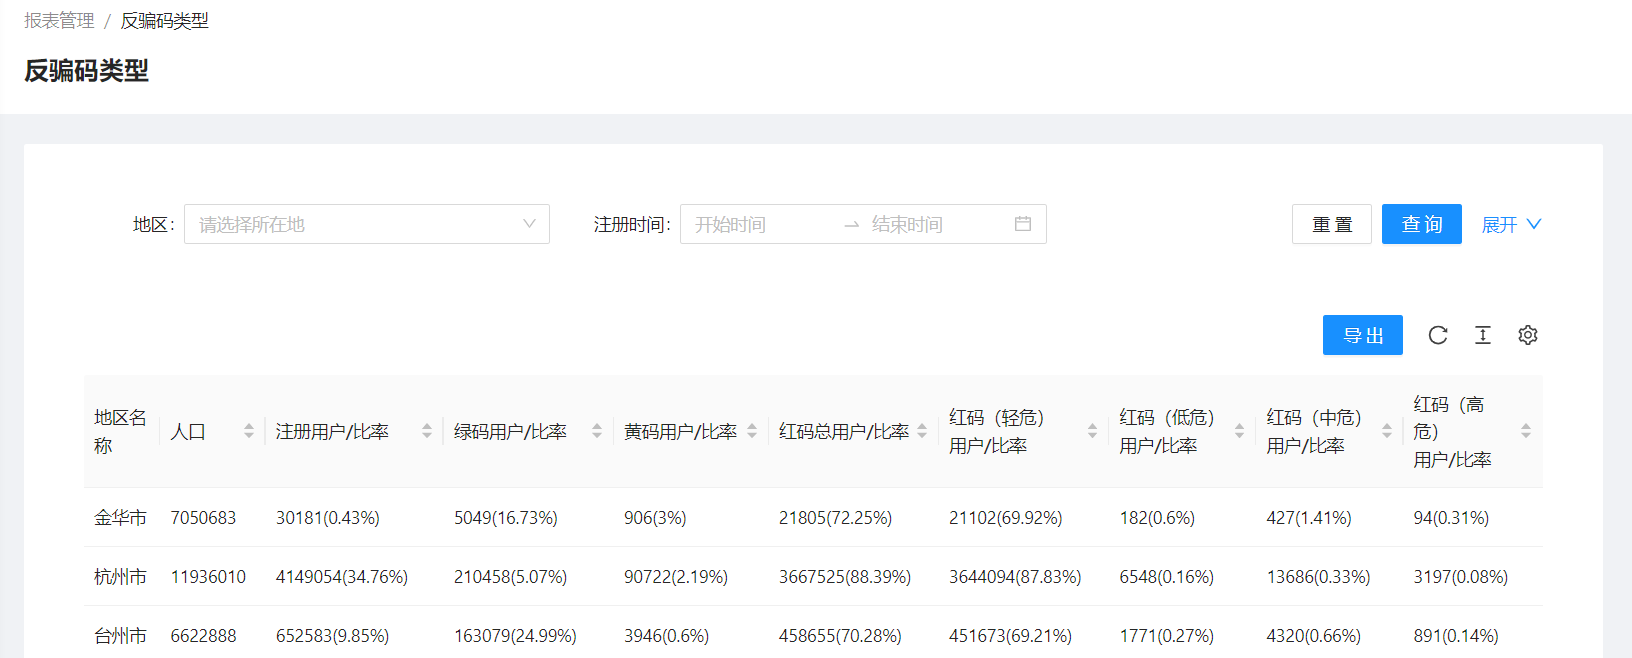 报表管理 / 反骗码类型
反骗码类型
地区: 请选择所在地 注册时间: 开始时间 → 结束时间 重 置 查 询 展开
导 出
地区名称 人口 注册用户/比率 绿码用户/比率 黄码用户/比率 红码总用户/比率 红码（轻危）用户/比率 红码（低危）用户/比率 红码（中危）用户/比率 红码（高危）用户/比率
金华市 7050683 30181(0.43%) 5049(16.73%) 906(3%) 21805(72.25%) 21102(69.92%) 182(0.6%) 427(1.41%) 94(0.31%)
杭州市 11936010 4149054(34.76%) 210458(5.07%) 90722(2.19%) 3667525(88.39%) 3644094(87.83%) 6548(0.16%) 13686(0.33%) 3197(0.08%)
台州市 6622888 652583(9.85%) 163079(24.99%) 3946(0.6%) 458655(70.28%) 451673(69.21%) 1771(0.27%) 4320(0.66%) 891(0.14%)